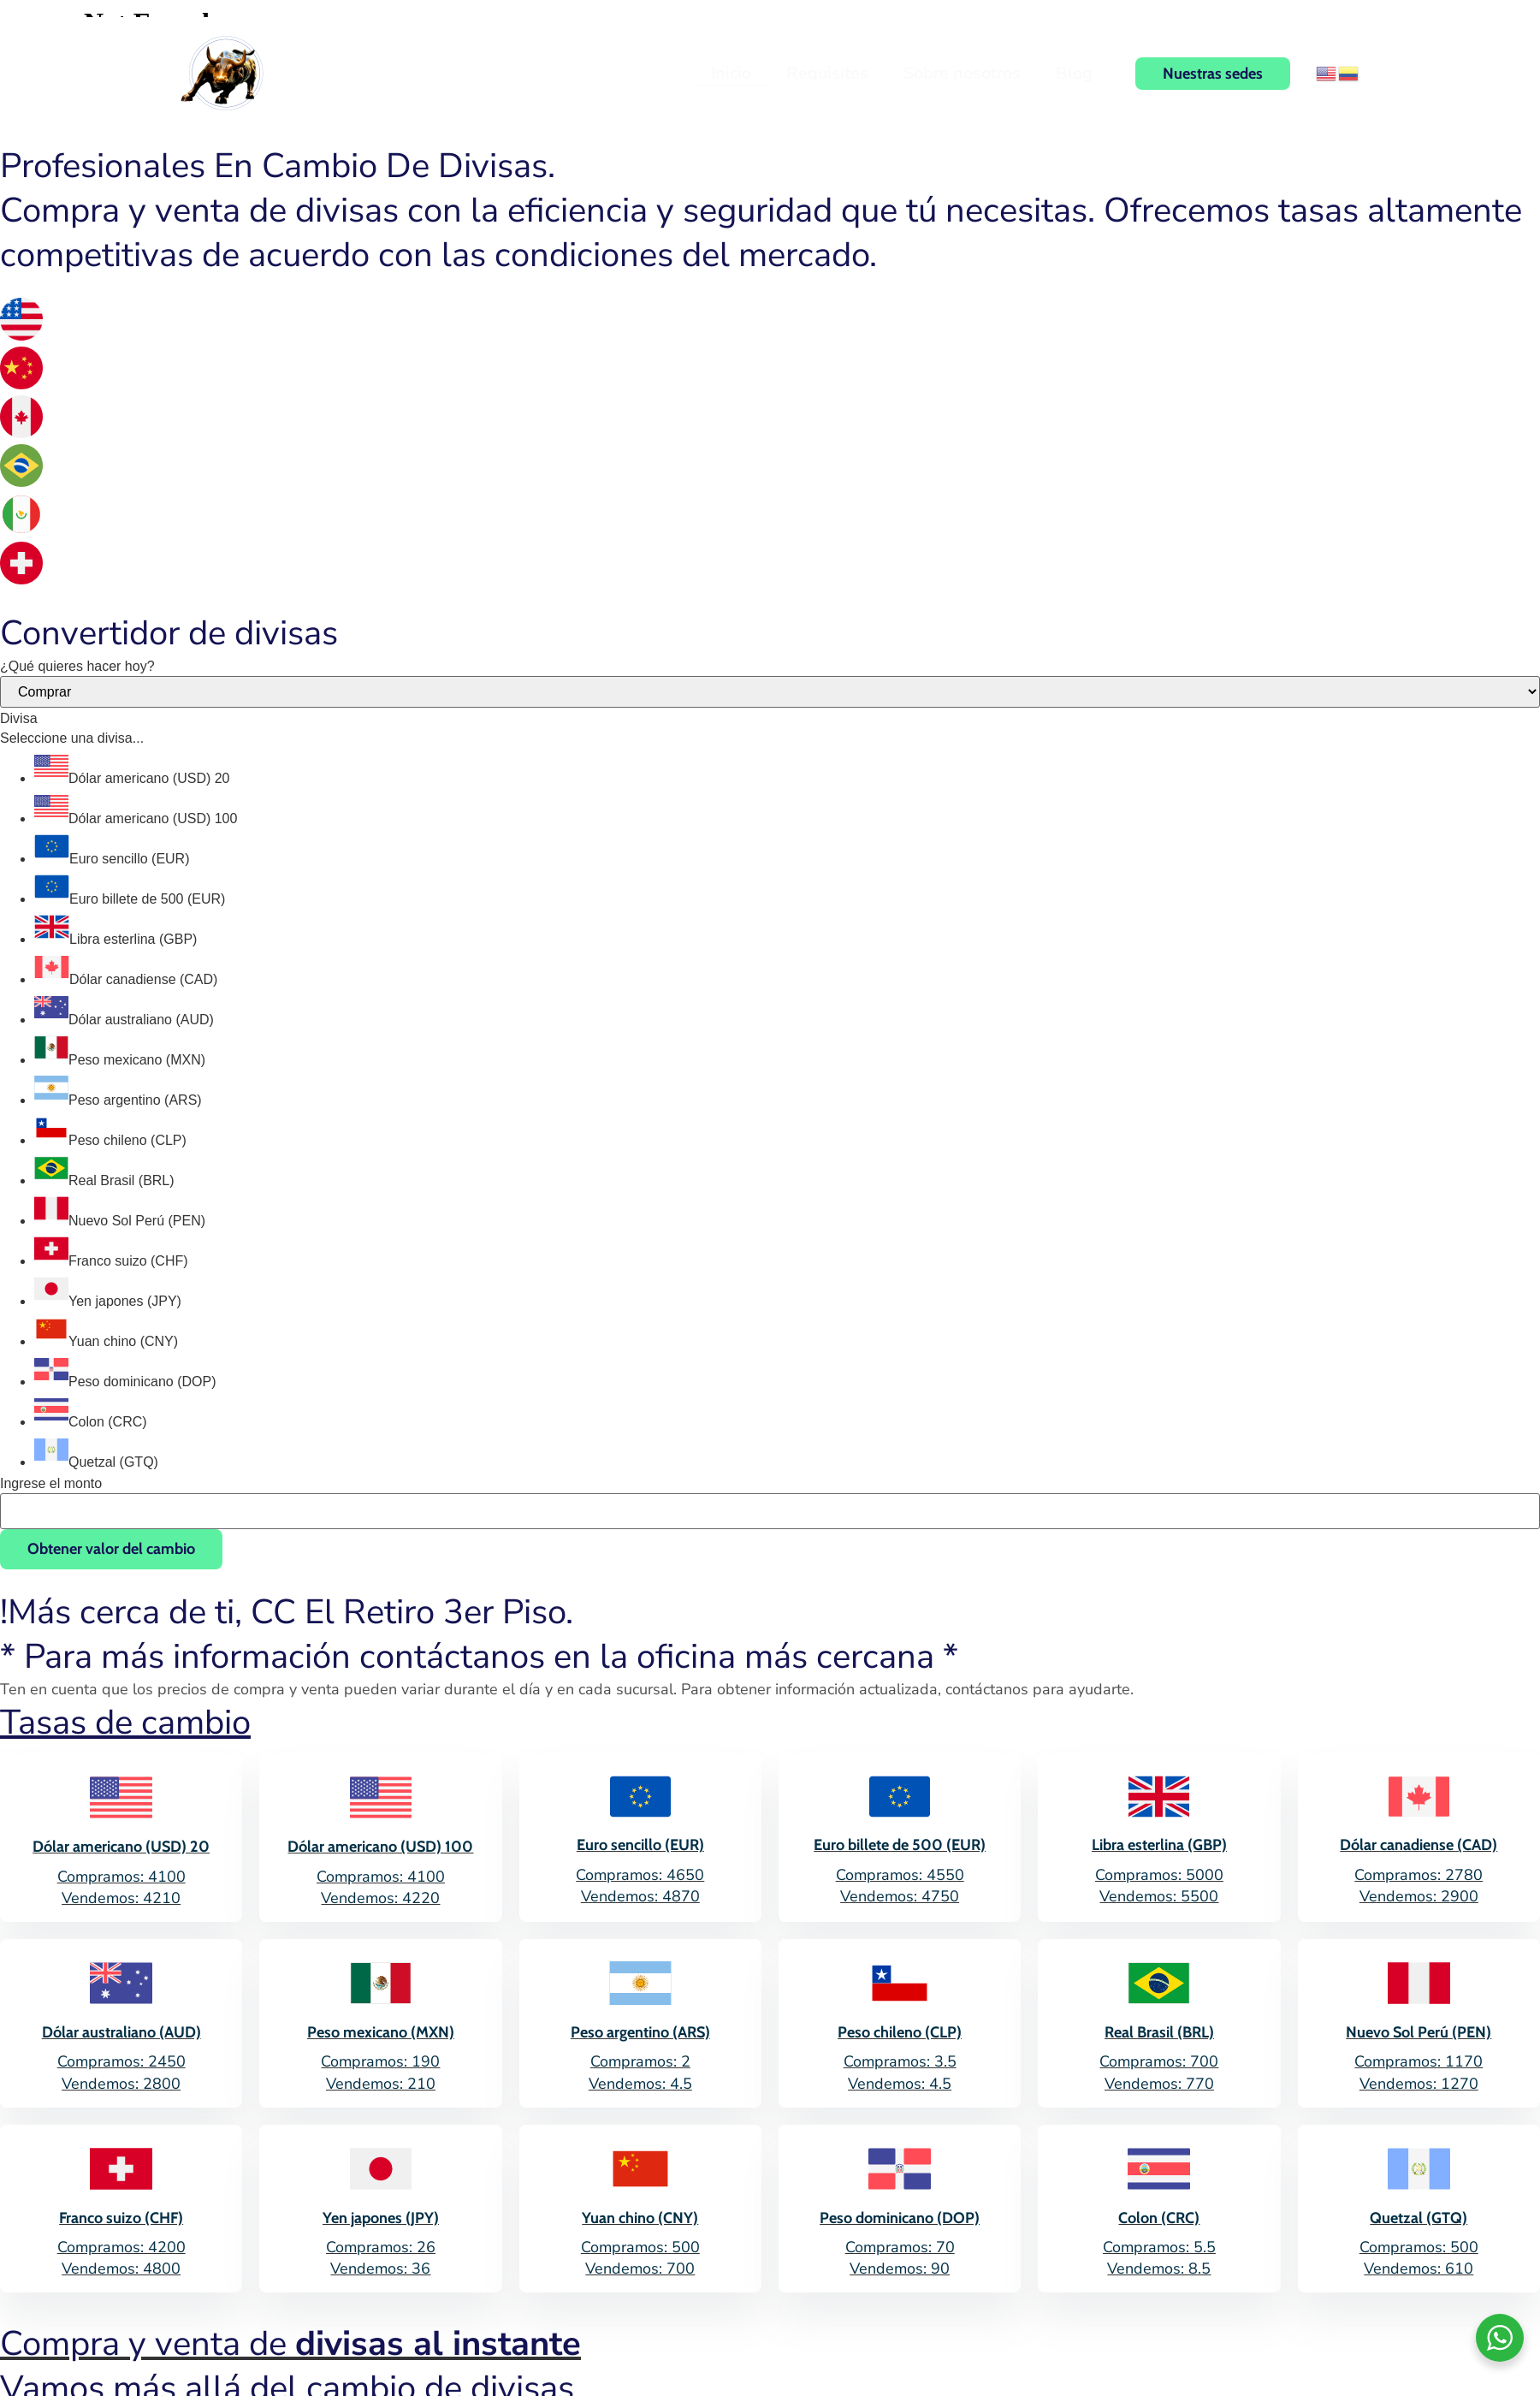 Inicio
Requisitos
Sobre nosotros
Blog
Nuestras sedes
Profesionales En Cambio De Divisas.
Compra y venta de divisas con la eficiencia y seguridad que tú necesitas. Ofrecemos tasas altamente
competitivas de acuerdo con las condiciones del mercado.
Convertidor de divisas
¿Qué quieres hacer hoy?
Comprar
Divisa
Seleccione una divisa...
Dólar americano (USD) 20
Dólar americano (USD) 100
Euro sencillo (EUR)
Euro billete de 500 (EUR)
Libra esterlina (GBP)
Dólar canadiense (CAD)
Dólar australiano (AUD)
Peso mexicano (MXN)
Peso argentino (ARS)
Peso chileno (CLP)
Real Brasil (BRL)
Nuevo Sol Perú (PEN)
Franco suizo (CHF)
Yen japones (JPY)
Yuan chino (CNY)
Peso dominicano (DOP)
Colon (CRC)
Quetzal (GTQ)
Ingrese el monto
Obtener valor del cambio
!Más cerca de ti, CC El Retiro 3er Piso.
* Para más información contáctanos en la oficina más cercana *
Ten en cuenta que los precios de compra y venta pueden variar durante el día y en cada sucursal. Para obtener información actualizada, contáctanos para ayudarte.
Tasas de cambio
Dólar americano (USD) 20
Compramos: 4100
Vendemos: 4210
Dólar americano (USD) 100
Compramos: 4100
Vendemos: 4220
Euro sencillo (EUR)
Compramos: 4650
Vendemos: 4870
Euro billete de 500 (EUR)
Compramos: 4550
Vendemos: 4750
Libra esterlina (GBP)
Compramos: 5000
Vendemos: 5500
Dólar canadiense (CAD)
Compramos: 2780
Vendemos: 2900
Dólar australiano (AUD)
Compramos: 2450
Vendemos: 2800
Peso mexicano (MXN)
Compramos: 190
Vendemos: 210
Peso argentino (ARS)
Compramos: 2
Vendemos: 4.5
Peso chileno (CLP)
Compramos: 3.5
Vendemos: 4.5
Real Brasil (BRL)
Compramos: 700
Vendemos: 770
Nuevo Sol Perú (PEN)
Compramos: 1170
Vendemos: 1270
Franco suizo (CHF)
Compramos: 4200
Vendemos: 4800
Yen japones (JPY)
Compramos: 26
Vendemos: 36
Yuan chino (CNY)
Compramos: 500
Vendemos: 700
Peso dominicano (DOP)
Compramos: 70
Vendemos: 90
Colon (CRC)
Compramos: 5.5
Vendemos: 8.5
Quetzal (GTQ)
Compramos: 500
Vendemos: 610
Compra y venta de divisas al instante
Vamos más allá del cambio de divisas